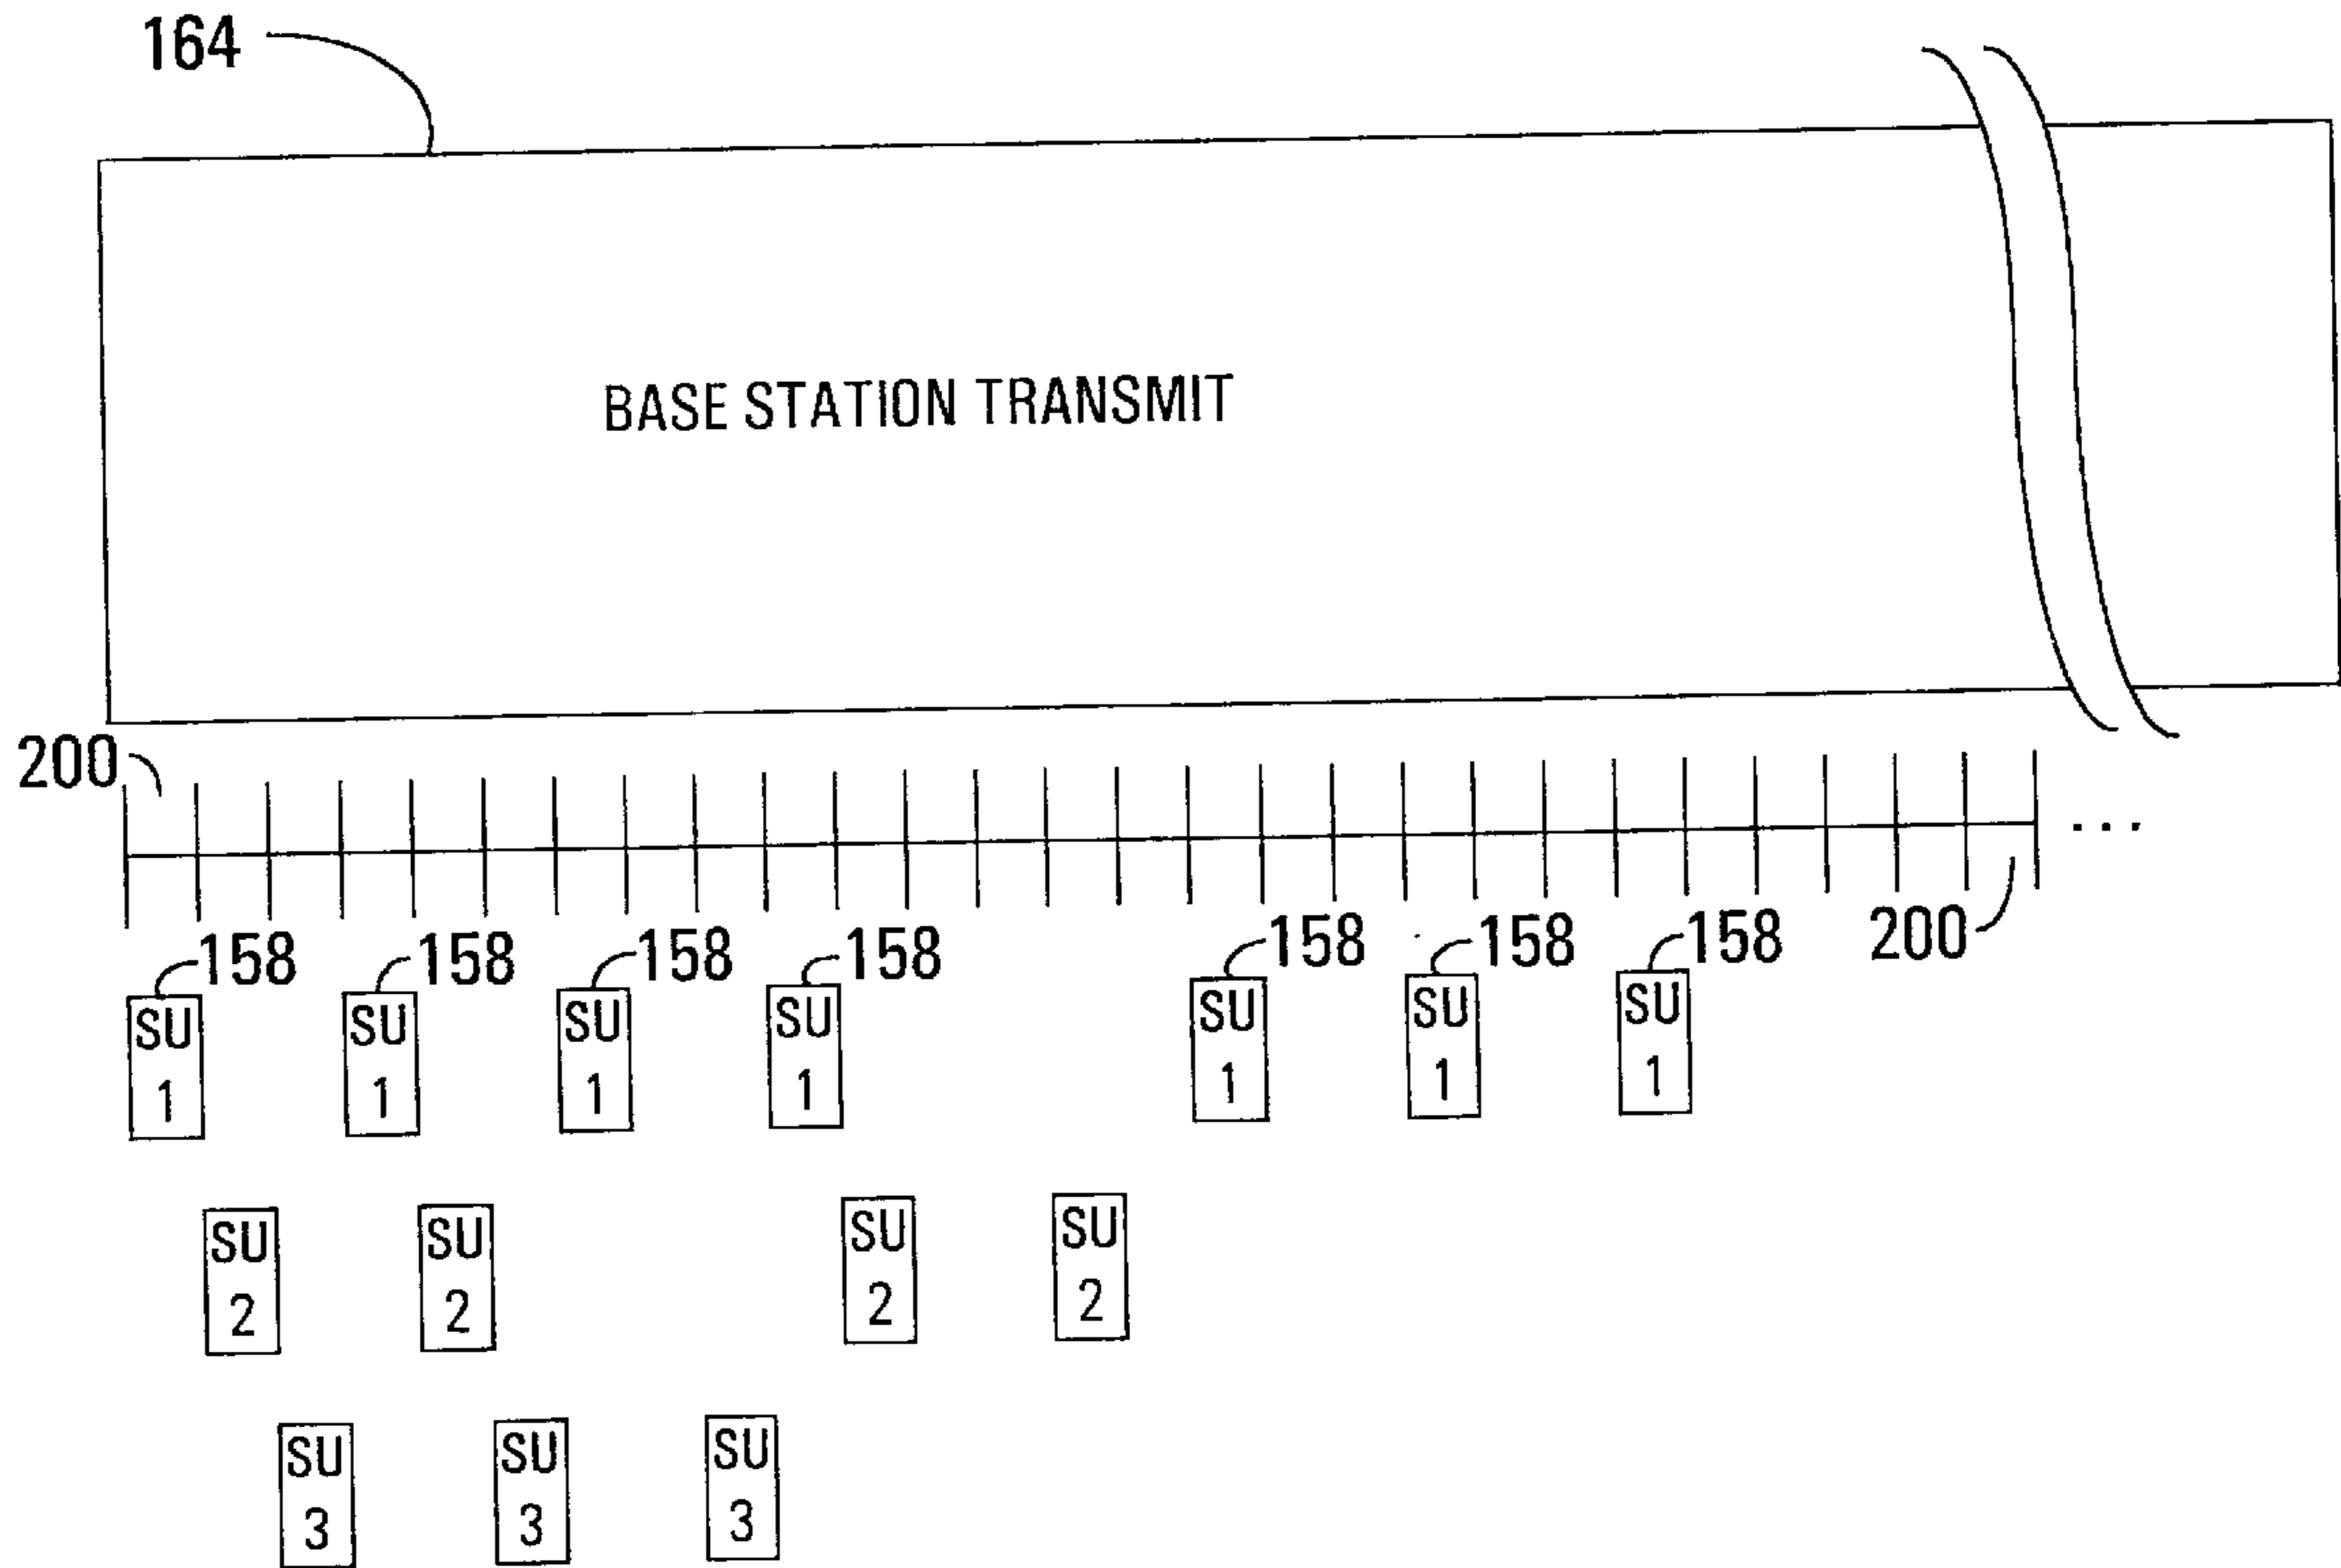 164
BASE STATION TRANSMIT
200
...
158 158 158 158 158 158 158 200
SU SU SU SU SU SU SU
1 1 1 1 1 1 1
SU SU SU SU
2 2 2 2
SU SU SU
3 3 3